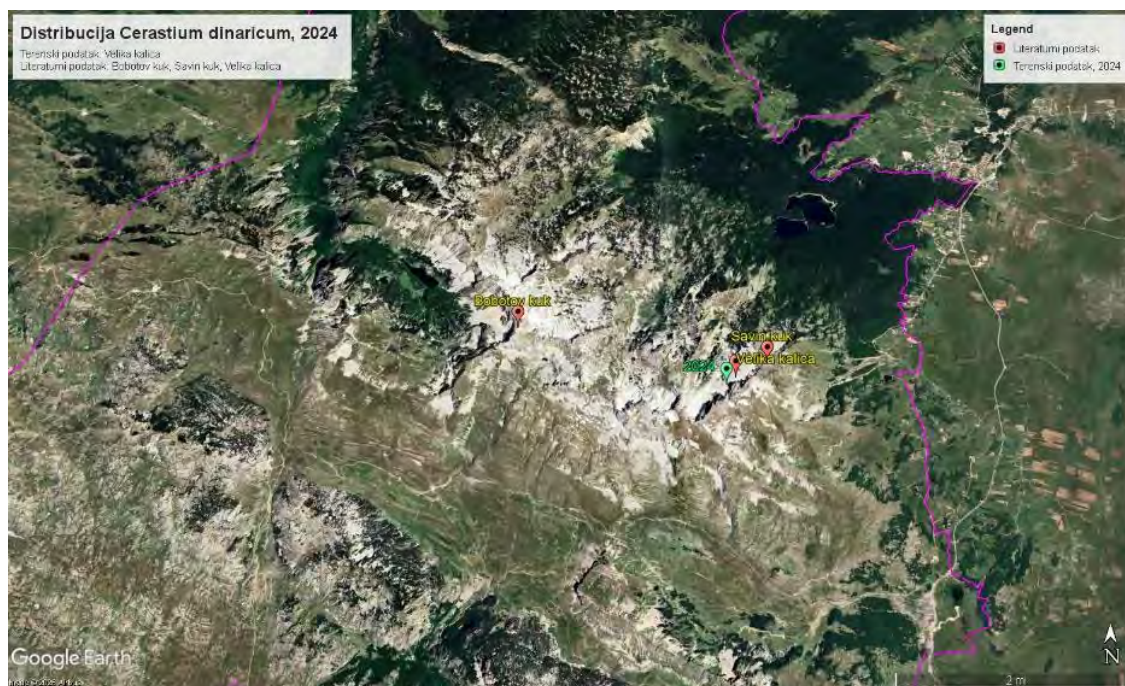 Distribucija Cerastium dinaricum, 2024
Terenski podatak: Velika kalica
Literaturni podatak: Bobotov kuk, Savin kuk, Velika kalica
Legend
Literaturni podatak
Terenski podatak, 2024
Bobotov kuk
Savin kuk
Velika kalica
2024
Google Earth
N
2 mi